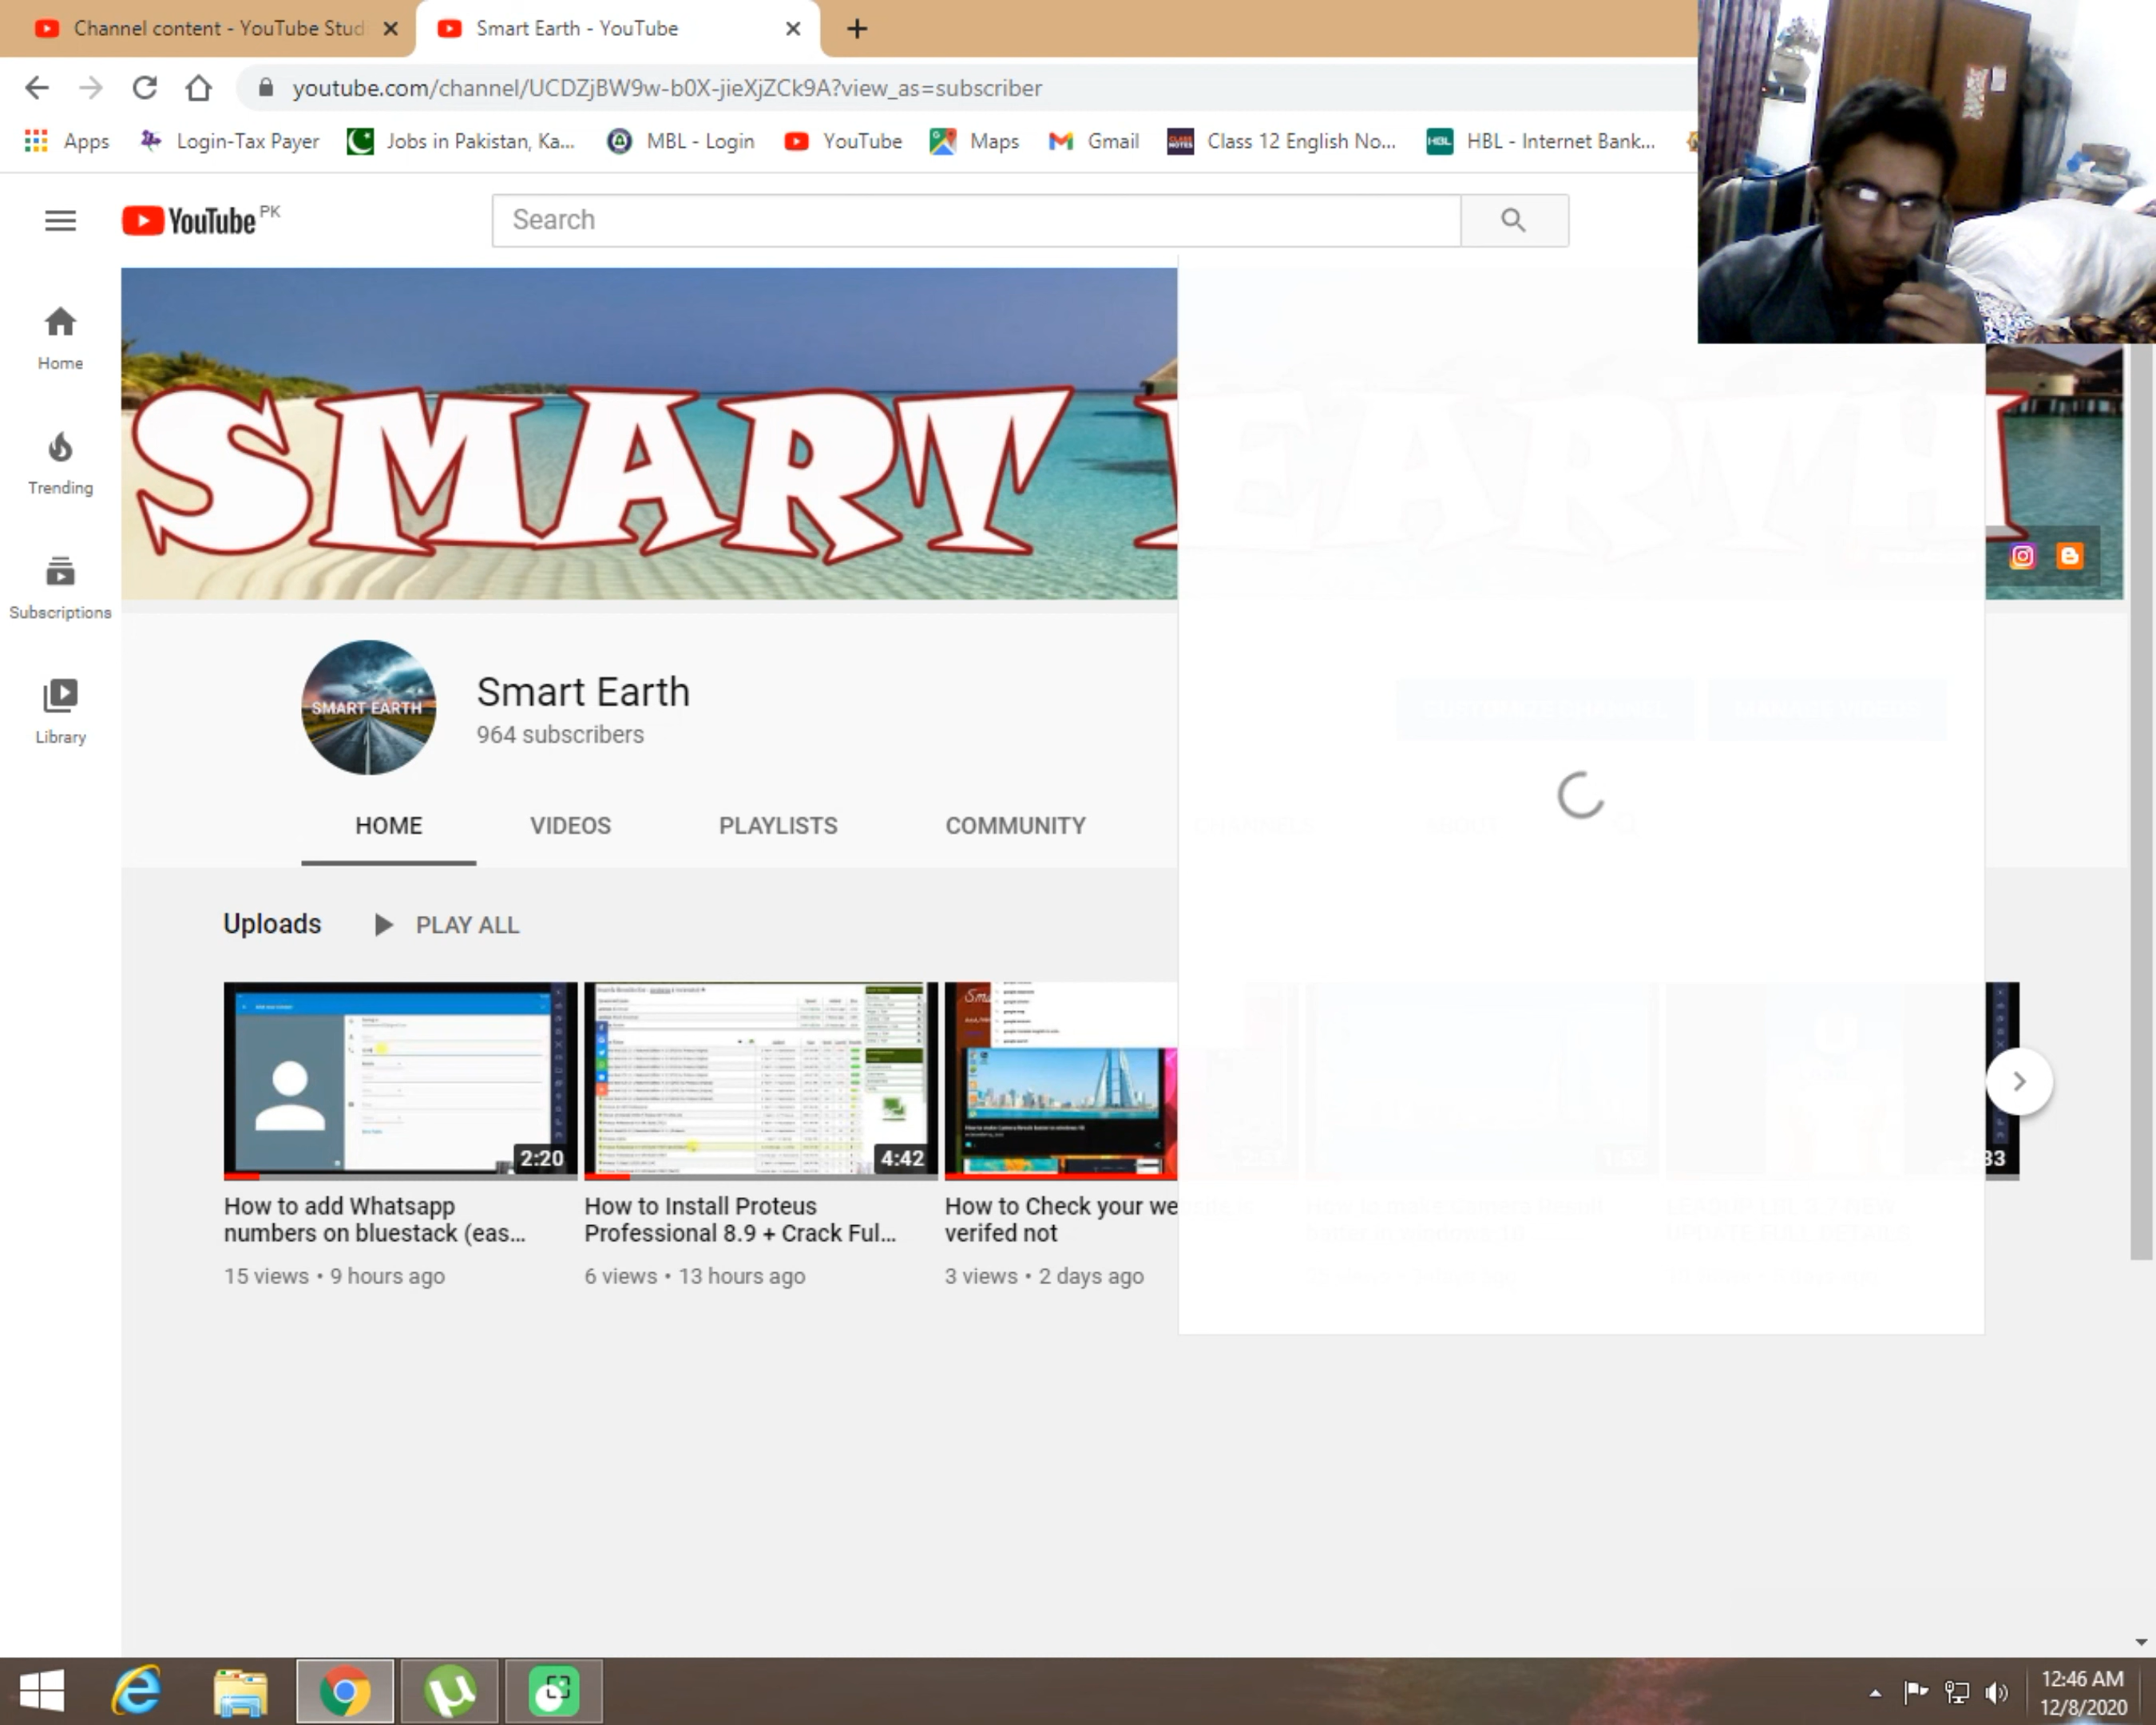 Channel content - YouTube Stud
Smart Earth - YouTube
youtube.com/channel/UCDZjBW9w-b0X-jieXjZCk9A?view_as=subscriber
Apps
Login-Tax Payer
Jobs in Pakistan, Ka...
MBL - Login
YouTube
Maps
Gmail
CLASS NOTES
Class 12 English No...
HBL
HBL - Internet Bank...
YouTube PK
Search
Home
Trending
Subscriptions
Library
SMART EARTH
SMART EARTH
Smart Earth
964 subscribers
HOME
VIDEOS
PLAYLISTS
COMMUNITY
Uploads
PLAY ALL
2:20
4:42
33
How to add Whatsapp
numbers on bluestack (eas...
15 views • 9 hours ago
How to Install Proteus
Professional 8.9 + Crack Ful...
6 views • 13 hours ago
How to Check your we
verifed not
3 views • 2 days ago
12:46 AM
12/8/2020